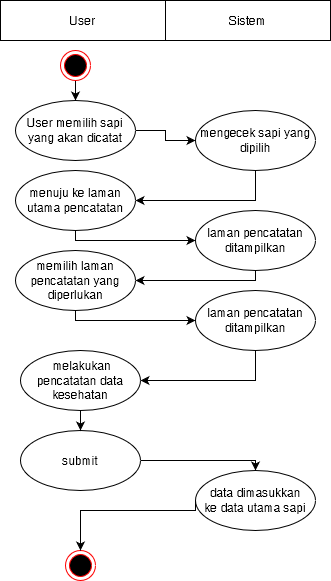 User
Sistem
User memilih sapi
yang akan dicatat
mengecek sapi yang
dipilih
menuju ke laman
utama pencatatan
laman pencatatan
ditampilkan
memilih laman
pencatatan yang
diperlukan
laman pencatatan
ditampilkan
melakukan
pencatatan data
kesehatan
submit
data dimasukkan
ke data utama sapi